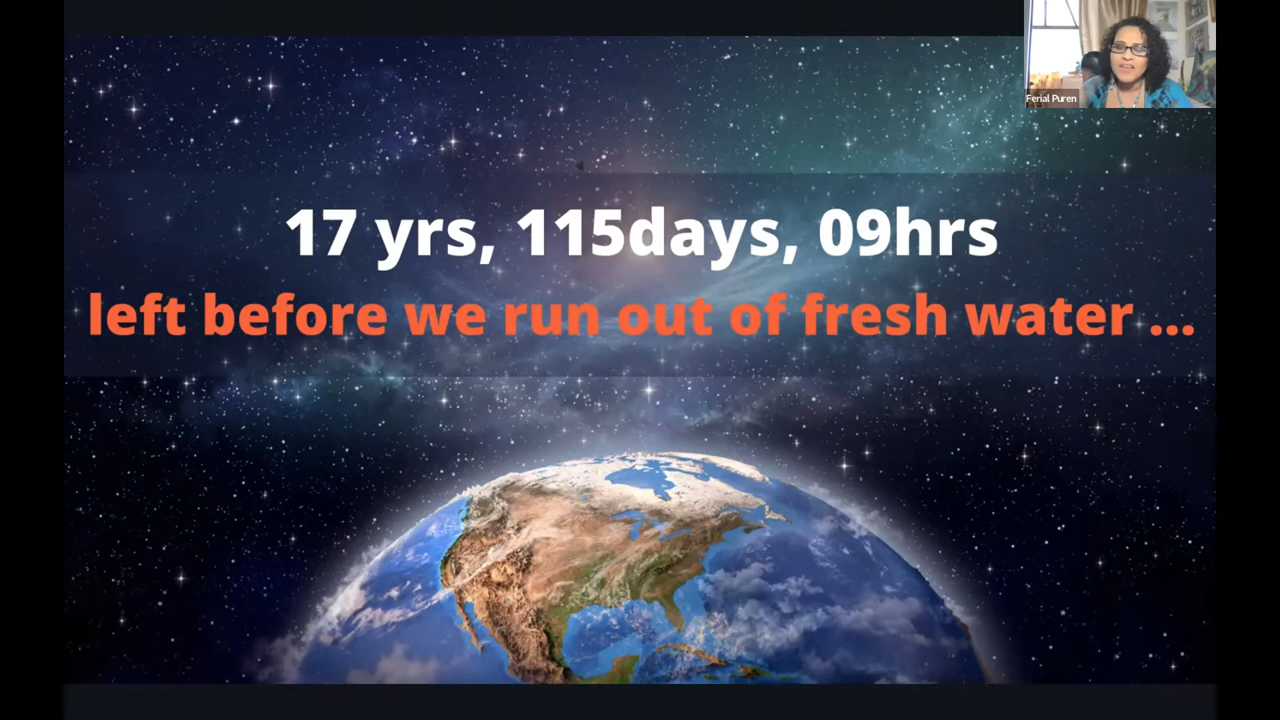 Ferial Puren
17 yrs, 115days, 09hrs
left before we run out of fresh water ...